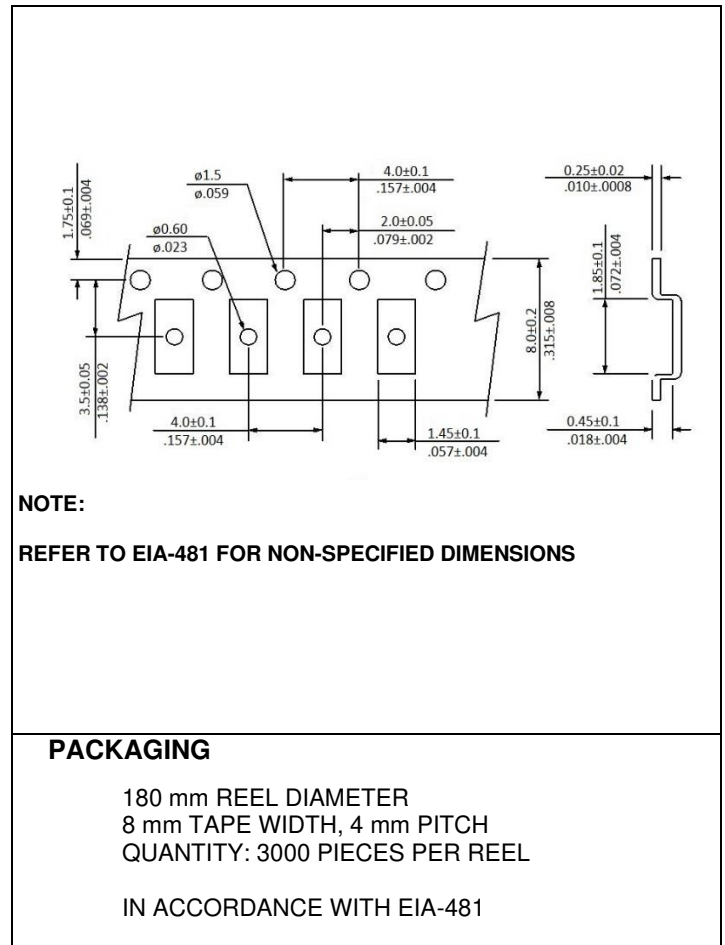 ø1.5
ø.059
4.0±0.1
.157±.004
0.25±0.02
.010±.0008
1.75±0.1
.069±.004
ø0.60
ø.023
2.0±0.05
.079±.002
1.85±0.1
.072±.004
8.0±0.2
.315±.008
3.5±0.05
.138±.002
4.0±0.1
.157±.004
1.45±0.1
.057±.004
0.45±0.1
.018±.004
NOTE:
REFER TO EIA-481 FOR NON-SPECIFIED DIMENSIONS
PACKAGING
180 mm REEL DIAMETER
8 mm TAPE WIDTH, 4 mm PITCH
QUANTITY: 3000 PIECES PER REEL
IN ACCORDANCE WITH EIA-481